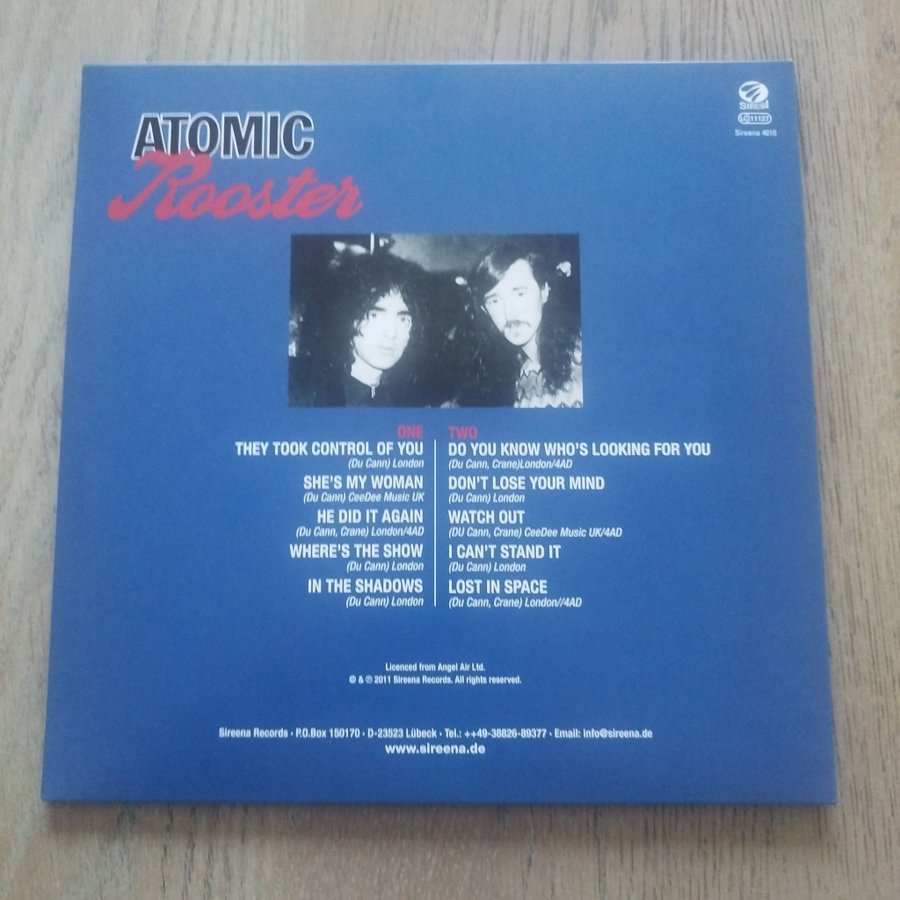 SIREENA
LC 11127
Sireena 4010
ATOMIC
Rooster
ONE
THEY TOOK CONTROL OF YOU
(Du Cann) London
SHE'S MY WOMAN
(Du Cann) CeeDee Music UK
HE DID IT AGAIN
(DU Cann, Crane) London/4AD
WHERE'S THE SHOW
(Du Cann) London
IN THE SHADOWS
(Du Cann) London
TWO
DO YOU KNOW WHO'S LOOKING FOR YOU
(Du Cann, Crane)London/4AD
DON'T LOSE YOUR MIND
(Du Cann) London
WATCH OUT
(DU Cann, Crane) CeeDee Music UK/4AD
I CAN'T STAND IT
(Du Cann) London
LOST IN SPACE
(Du Cann, Crane) London//4AD
Licenced from Angel Air Ltd.
© & ℗ 2011 Sireena Records. All rights reserved.
Sireena Records · P.O.Box 150170 · D-23523 Lübeck · Tel.: ++49-38826-89377 · Email: info@sireena.de
www.sireena.de